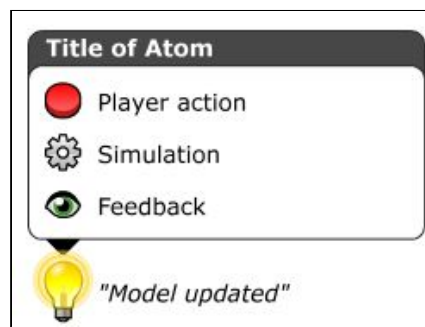 Title of Atom
Player action
Simulation
Feedback
"Model updated"